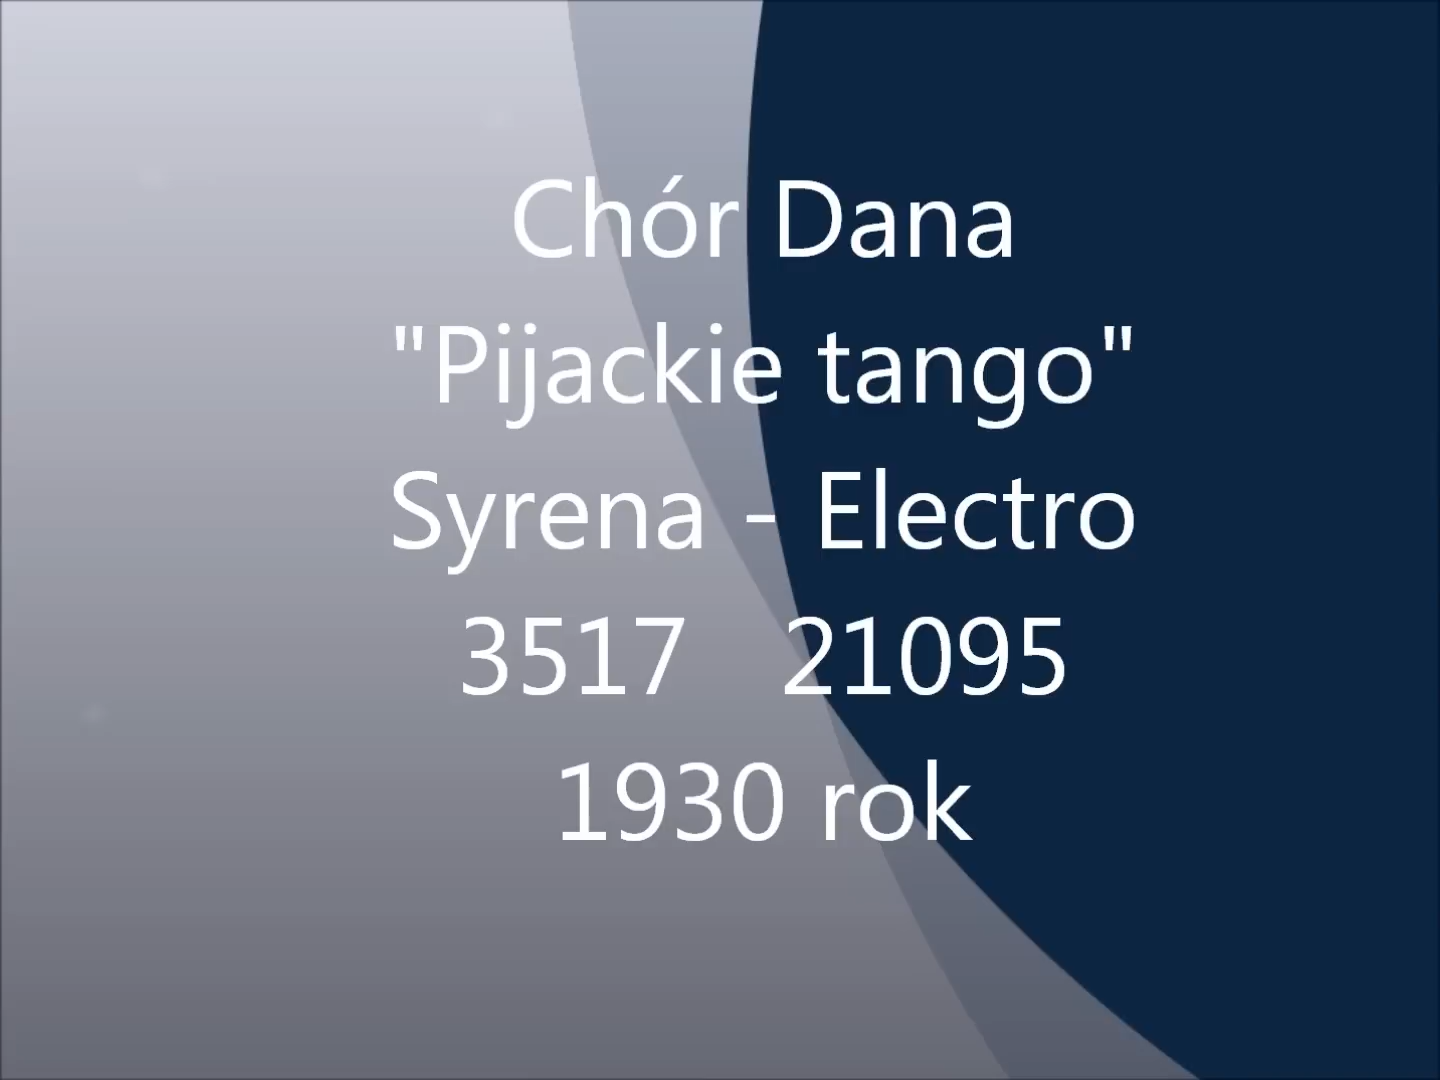 Chór Dana
"Pijackie tango"
Syrena - Electro
3517 21095
1930 rok